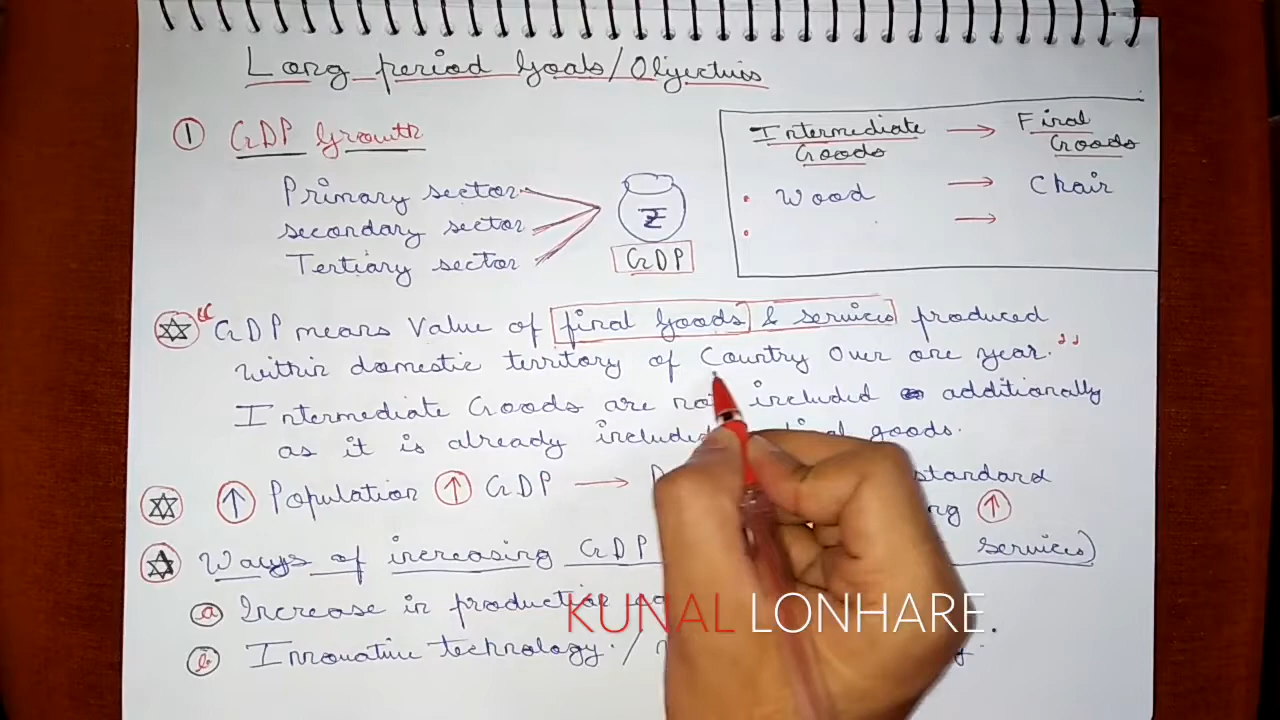 Long period Goals/Objectives
① GDP Growth
Primary sector
secondary sector
Tertiary sector
₹
GDP
Intermediate Goods → Final Goods
• Wood → Chair
• →
"GDP means Value of final Goods & services produced
within domestic territory of Country Over one year."
Intermediate Goods are not included additionally
as it is already included final goods.
↑ Population ↑ GDP → standard
↑
Ways of increasing GDP services)
ⓐ Increase in production
ⓑ Innovative technology. /
KUNAL LONHARE